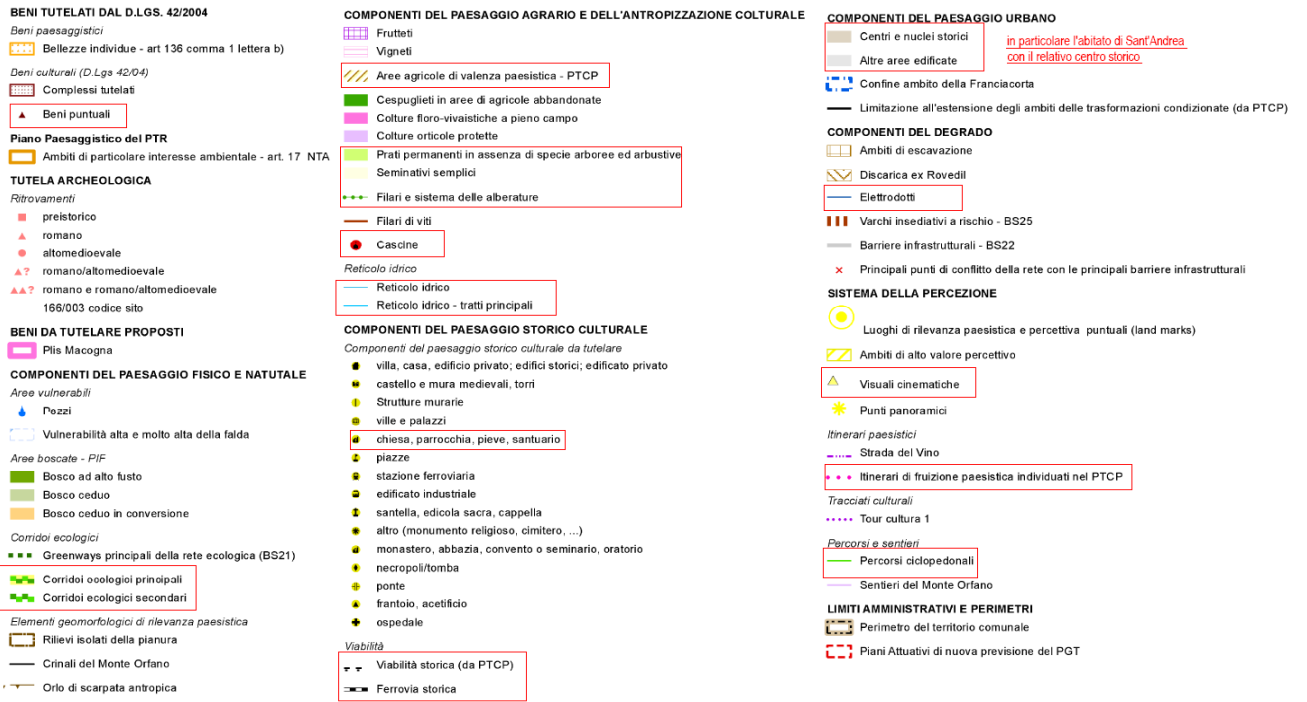 BENI TUTELATI DAL D.LGS. 42/2004
Beni paesaggistici
Bellezze individue - art 136 comma 1 lettera b)
Beni culturali (D.Lgs 42/04)
Complessi tutelati
Beni puntuali
Piano Paesaggistico del PTR
Ambiti di particolare interesse ambientale - art. 17 NTA
TUTELA ARCHEOLOGICA
Ritrovamenti
preistorico
romano
altomedioevale
? romano/altomedioevale
? romano e romano/altomedioevale
166/003 codice sito
BENI DA TUTELARE PROPOSTI
Plis Macogna
COMPONENTI DEL PAESAGGIO FISICO E NATUTALE
Aree vulnerabili
Pozzi
Vulnerabilità alta e molto alta della falda
Aree boscate - PIF
Bosco ad alto fusto
Bosco ceduo
Bosco ceduo in conversione
Corridoi ecologici
Greenways principali della rete ecologica (BS21)
Corridoi ecologici principali
Corridoi ecologici secondari
Elementi geomorfologici di rilevanza paesistica
Rilievi isolati della pianura
Crinali del Monte Orfano
Orlo di scarpata antropica
COMPONENTI DEL PAESAGGIO AGRARIO E DELL'ANTROPIZZAZIONE COLTURALE
Frutteti
Vigneti
Aree agricole di valenza paesistica - PTCP
Cespuglieti in aree di agricole abbandonate
Colture floro-vivaistiche a pieno campo
Colture orticole protette
Prati permanenti in assenza di specie arboree ed arbustive
Seminativi semplici
Filari e sistema delle alberature
Filari di viti
Cascine
Reticolo idrico
Reticolo idrico
Reticolo idrico - tratti principali
COMPONENTI DEL PAESAGGIO STORICO CULTURALE
Componenti del paesaggio storico culturale da tutelare
villa, casa, edificio privato; edifici storici; edificato privato
castello e mura medievali, torri
Strutture murarie
ville e palazzi
chiesa, parrocchia, pieve, santuario
piazze
stazione ferroviaria
edificato industriale
santella, edicola sacra, cappella
altro (monumento religioso, cimitero, ...)
monastero, abbazia, convento o seminario, oratorio
necropoli/tomba
ponte
frantoio, acetificio
ospedale
Viabilità
Viabilità storica (da PTCP)
Ferrovia storica
COMPONENTI DEL PAESAGGIO URBANO
Centri e nuclei storici
Altre aree edificate
in particolare l'abitato di Sant'Andrea
con il relativo centro storico
Confine ambito della Franciacorta
Limitazione all'estensione degli ambiti delle trasformazioni condizionate (da PTCP)
COMPONENTI DEL DEGRADO
Ambiti di escavazione
Discarica ex Rovedil
Elettrodotti
Varchi insediativi a rischio - BS25
Barriere infrastrutturali - BS22
Principali punti di conflitto della rete con le principali barriere infrastrutturali
SISTEMA DELLA PERCEZIONE
Luoghi di rilevanza paesistica e percettiva puntuali (land marks)
Ambiti di alto valore percettivo
Visuali cinematiche
Punti panoramici
Itinerari paesistici
Strada del Vino
Itinerari di fruizione paesistica individuati nel PTCP
Tracciati culturali
Tour cultura 1
Percorsi e sentieri
Percorsi ciclopedonali
Sentieri del Monte Orfano
LIMITI AMMINISTRATIVI E PERIMETRI
Perimetro del territorio comunale
Piani Attuativi di nuova previsione del PGT